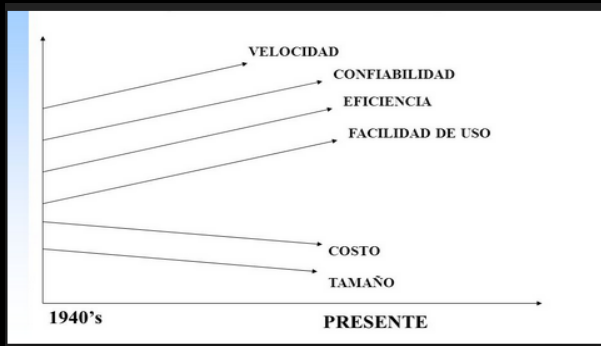 VELOCIDAD
CONFIABILIDAD
EFICIENCIA
FACILIDAD DE USO
COSTO
TAMAÑO
1940’s
PRESENTE